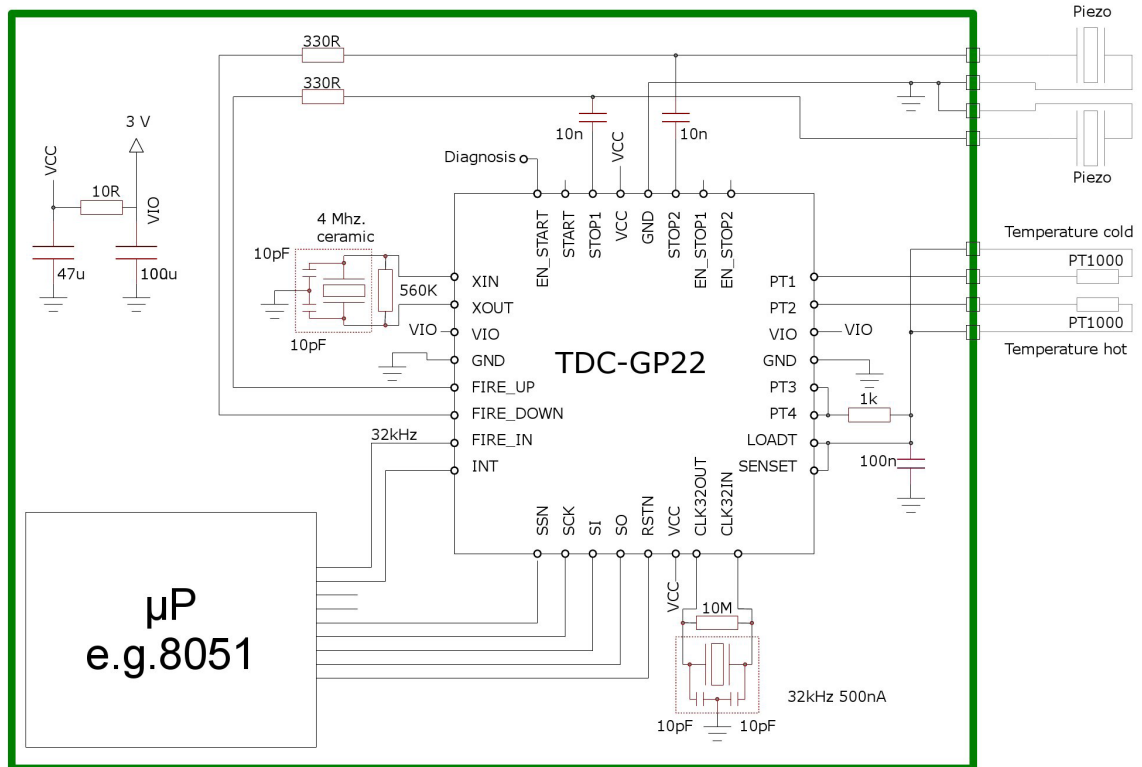 Piezo
330R
330R
3 V
VCC
10n
10n
VCC
Diagnosis
Piezo
10R
VIO
EN_START
START
STOP1
VCC
GND
STOP2
EN_STOP1
EN_STOP2
4 Mhz.
ceramic
Temperature cold
10pF
47u
100u
560K
XIN
PT1
PT1000
XOUT
PT2
10pF
VIO
VIO
VIO
VIO
PT1000
GND
TDC-GP22
GND
Temperature hot
FIRE_UP
PT3
1k
FIRE_DOWN
PT4
32kHz
FIRE_IN
LOADT
INT
SENSET
100n
SSN
SCK
SI
SO
RSTN
VCC
CLK32OUT
CLK32IN
µP
e.g.8051
VCC
10M
32kHz 500nA
10pF
10pF